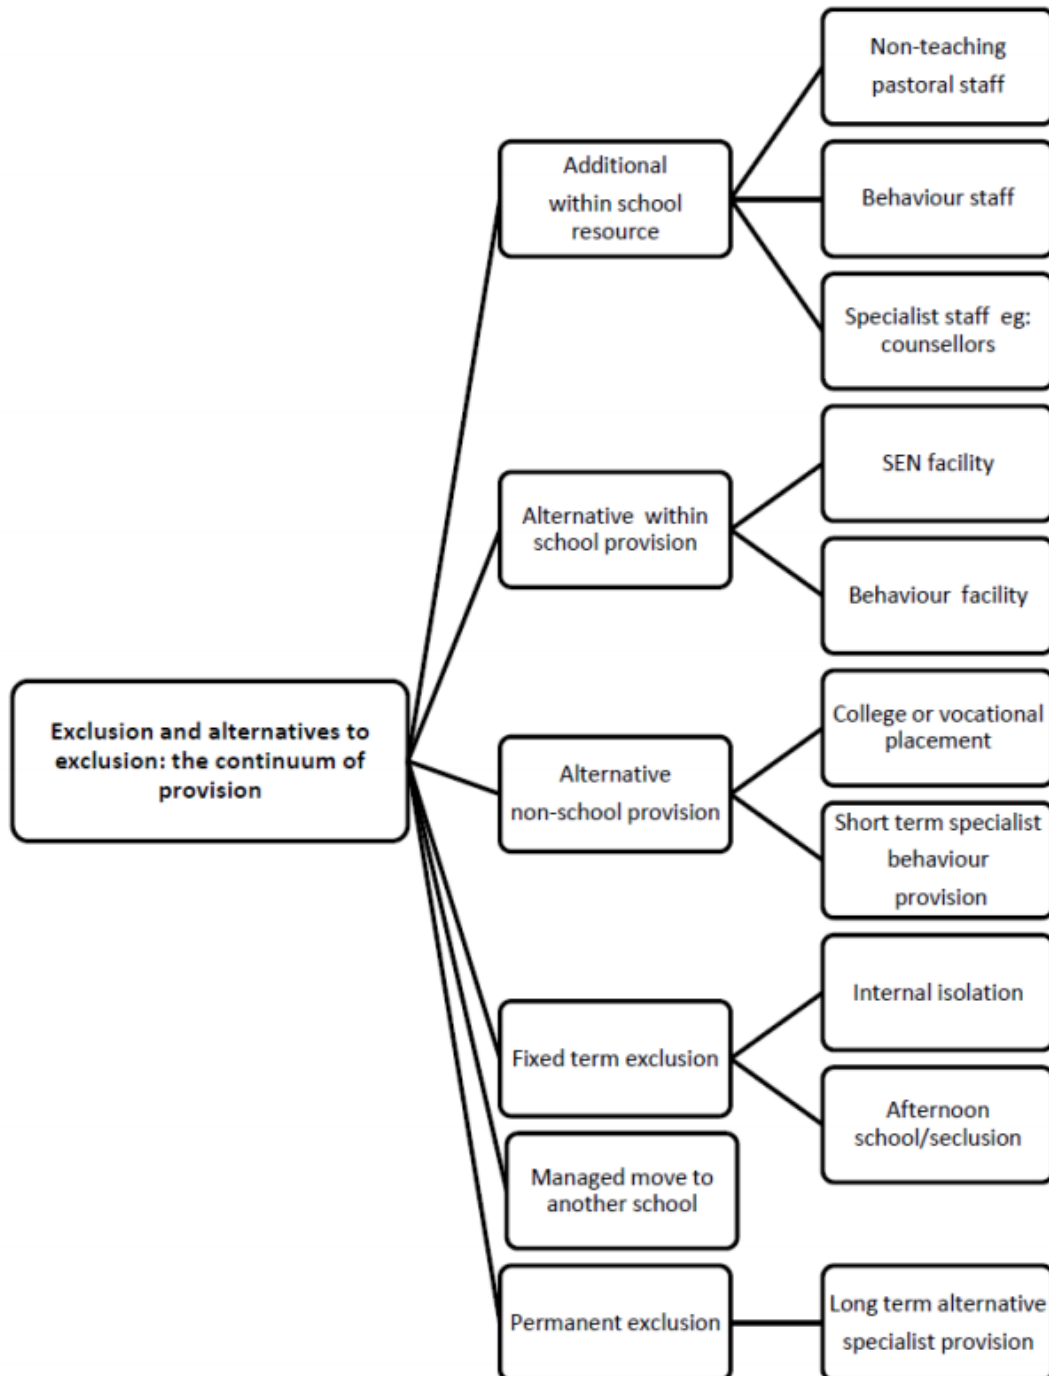 Exclusion and alternatives to
exclusion: the continuum of
provision
Additional
within school
resource
Non-teaching
pastoral staff
Behaviour staff
Specialist staff eg:
counsellors
Alternative within
school provision
SEN facility
Behaviour facility
Alternative
non-school provision
College or vocational
placement
Short term specialist
behaviour
provision
Fixed term exclusion
Internal isolation
Afternoon
school/seclusion
Managed move to
another school
Permanent exclusion
Long term alternative
specialist provision